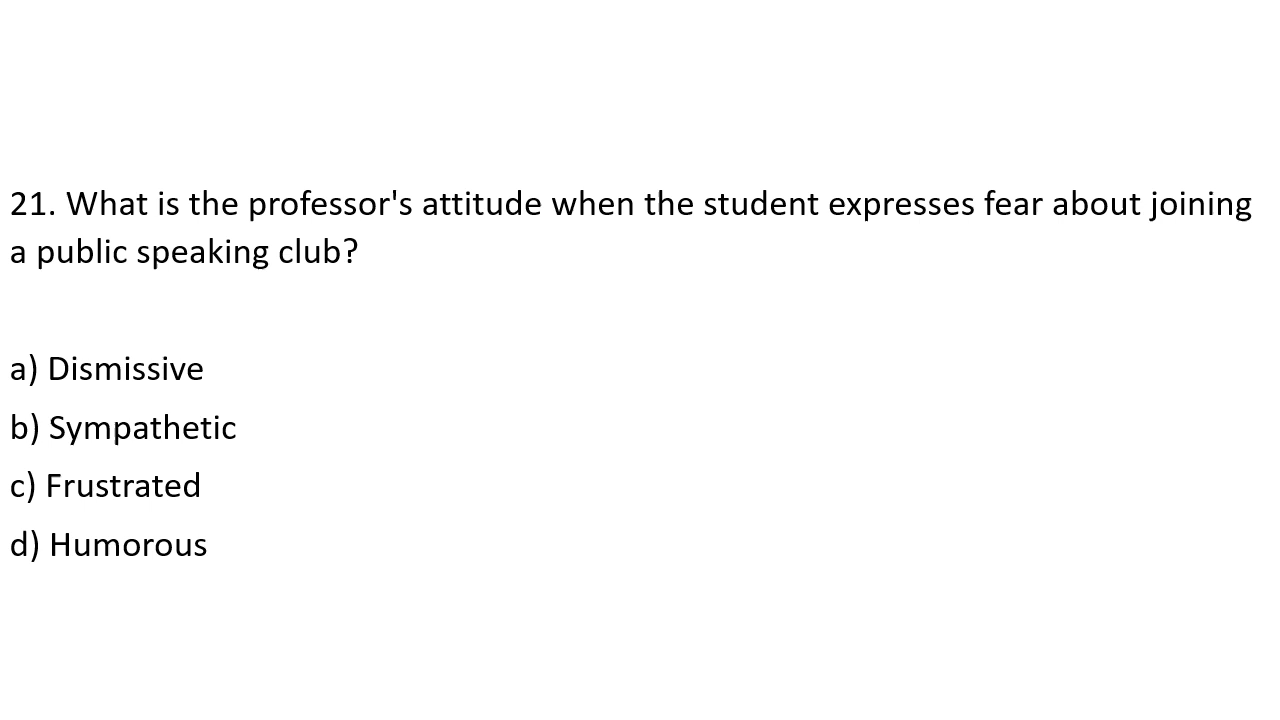 21. What is the professor's attitude when the student expresses fear about joining
a public speaking club?
a) Dismissive
b) Sympathetic
c) Frustrated
d) Humorous